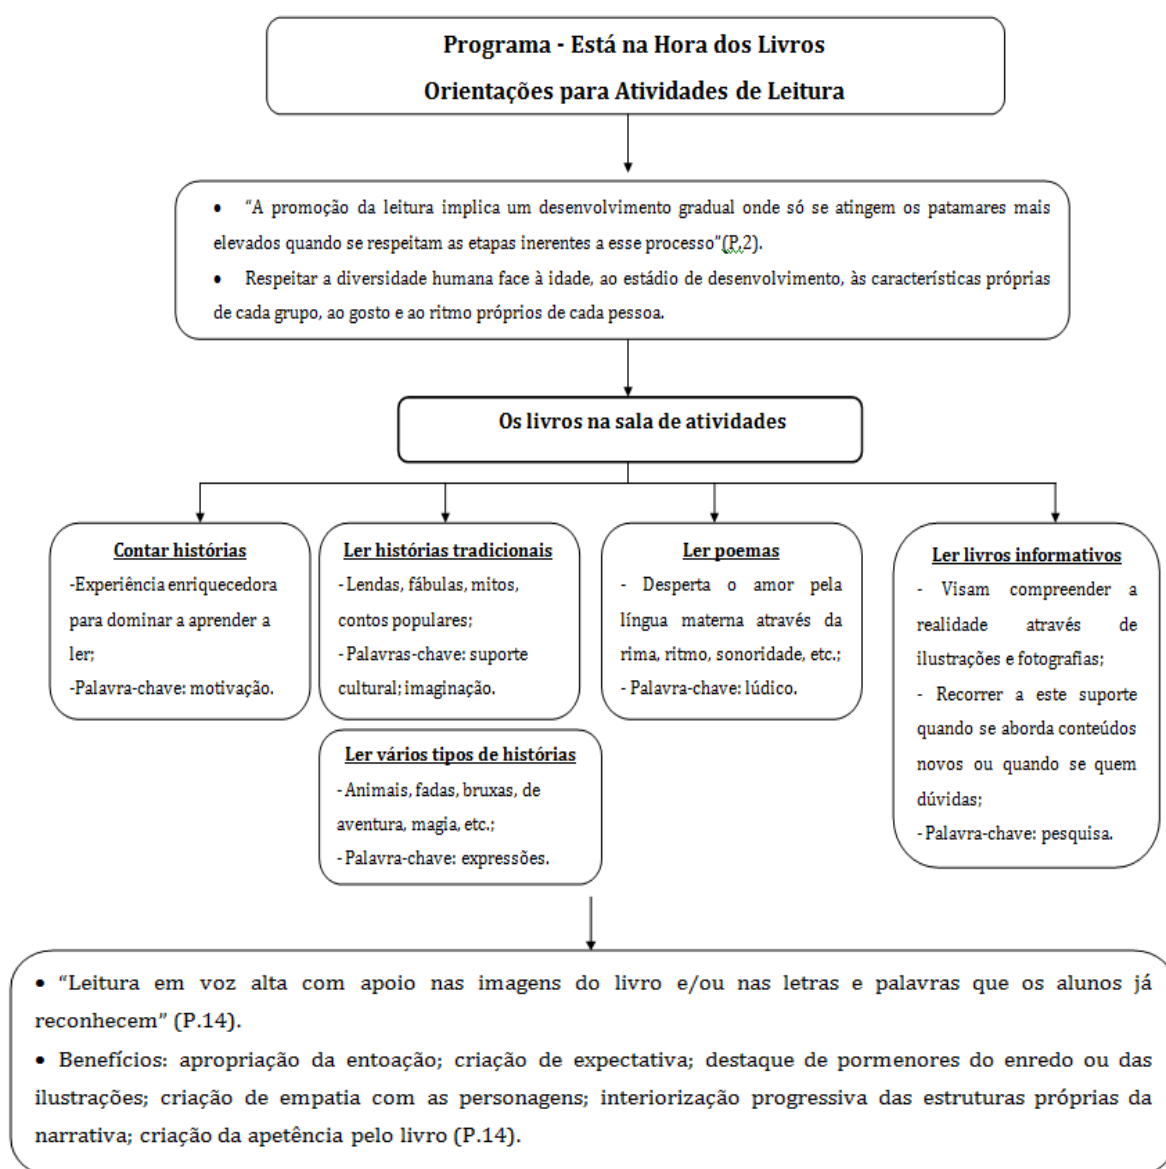 Programa - Está na Hora dos Livros
Orientações para Atividades de Leitura
• “A promoção da leitura implica um desenvolvimento gradual onde só se atingem os patamares mais
elevados quando se respeitam as etapas inerentes a esse processo”(P.2).
• Respeitar a diversidade humana face à idade, ao estádio de desenvolvimento, às características próprias
de cada grupo, ao gosto e ao ritmo próprios de cada pessoa.
Os livros na sala de atividades
Contar histórias
-Experiência enriquecedora
para dominar a aprender a
ler;
-Palavra-chave: motivação.
Ler histórias tradicionais
- Lendas, fábulas, mitos,
contos populares;
- Palavras-chave: suporte
cultural; imaginação.
Ler vários tipos de histórias
- Animais, fadas, bruxas, de
aventura, magia, etc.;
- Palavra-chave: expressões.
Ler poemas
- Desperta o amor pela
língua materna através da
rima, ritmo, sonoridade, etc.;
- Palavra-chave: lúdico.
Ler livros informativos
- Visam compreender a
realidade através de
ilustrações e fotografias;
- Recorrer a este suporte
quando se aborda conteúdos
novos ou quando se quem
dúvidas;
- Palavra-chave: pesquisa.
• “Leitura em voz alta com apoio nas imagens do livro e/ou nas letras e palavras que os alunos já
reconhecem” (P.14).
• Benefícios: apropriação da entoação; criação de expectativa; destaque de pormenores do enredo ou das
ilustrações; criação de empatia com as personagens; interiorização progressiva das estruturas próprias da
narrativa; criação da apetência pelo livro (P.14).